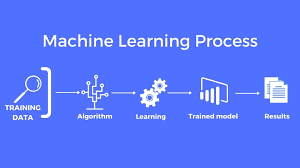 Machine Learning Process
TRAINING
DATA
Algorithm
Learning
Trained model
Results